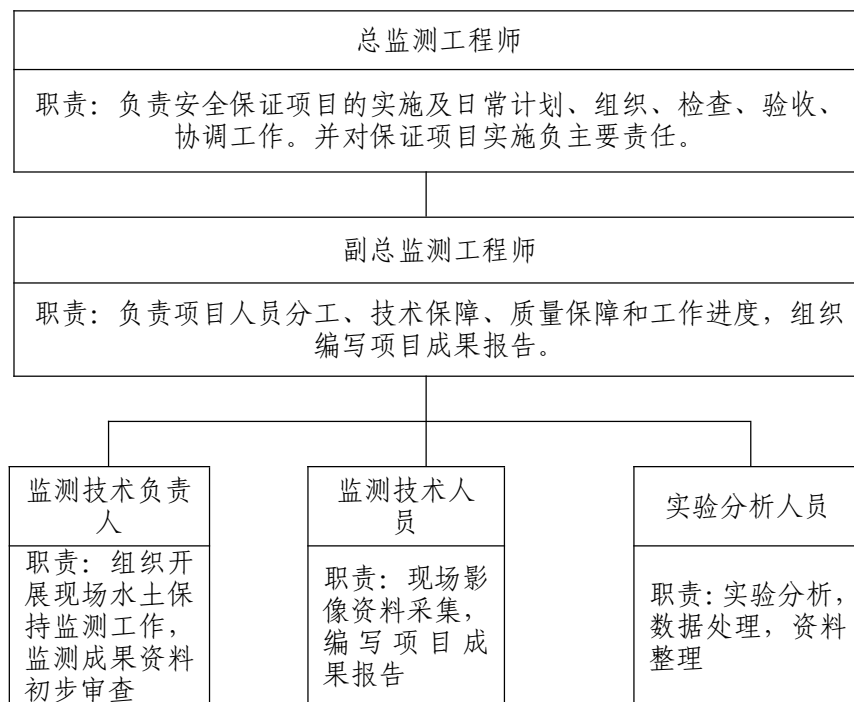 总监测工程师
职责：负责安全保证项目的实施及日常计划、组织、检查、验收、
协调工作。并对保证项目实施负主要责任。
副总监测工程师
职责：负责项目人员分工、技术保障、质量保障和工作进度，组织
编写项目成果报告。
监测技术负责
人
职责：组织开
展现场水土保
持监测工作，
监测成果资料
初步审查
监测技术人
员
职责：现场影
像资料采集，
编写项目成
果报告
实验分析人员
职责：实验分析，
数据处理，资料
整理